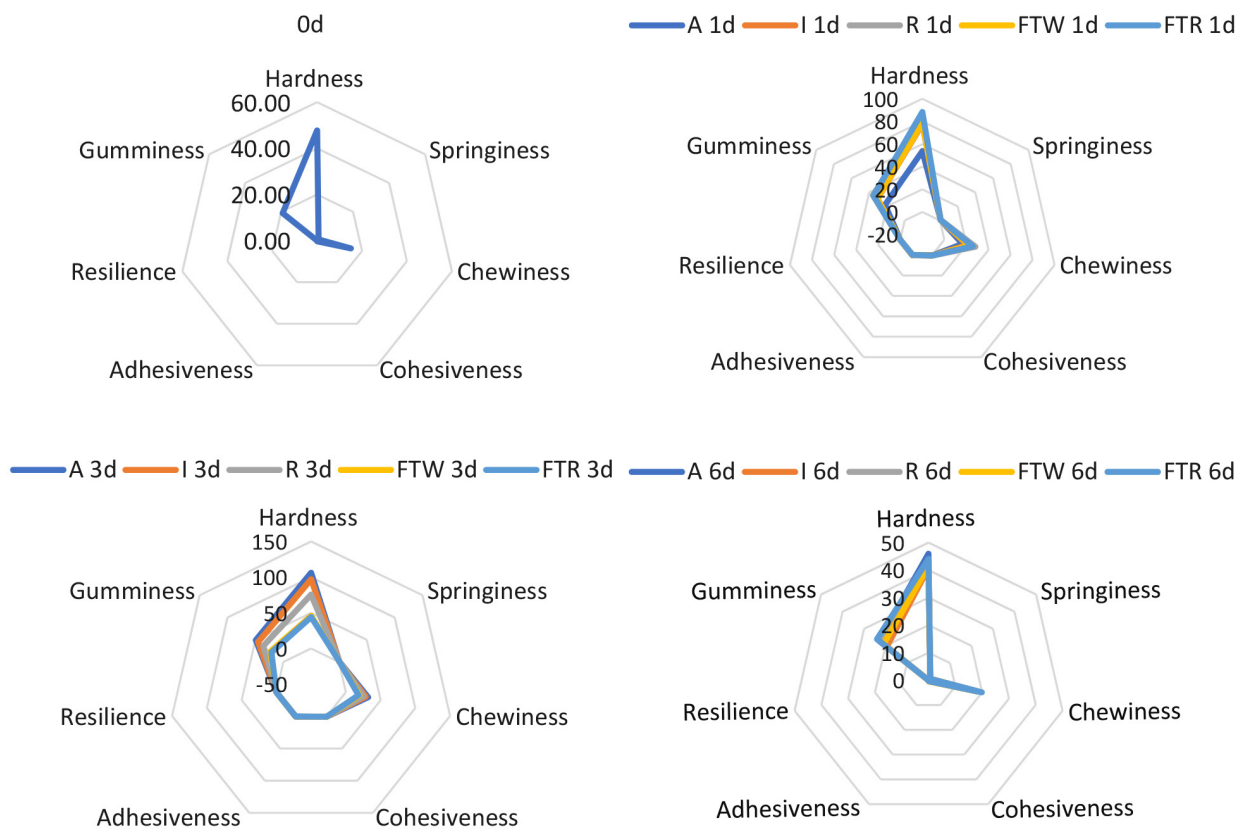 0d
Hardness
60.00
40.00
20.00
0.00
Gumminess
Springiness
Resilience
Chewiness
Adhesiveness
Cohesiveness
A 1d I 1d R 1d FTW 1d FTR 1d
Hardness
100
80
60
40
20
0
-20
Gumminess
Springiness
Resilience
Chewiness
Adhesiveness
Cohesiveness
A 3d I 3d R 3d FTW 3d FTR 3d
Hardness
150
100
50
0
-50
Gumminess
Springiness
Resilience
Chewiness
Adhesiveness
Cohesiveness
A 6d I 6d R 6d FTW 6d FTR 6d
Hardness
50
40
30
20
10
0
Gumminess
Springiness
Resilience
Chewiness
Adhesiveness
Cohesiveness